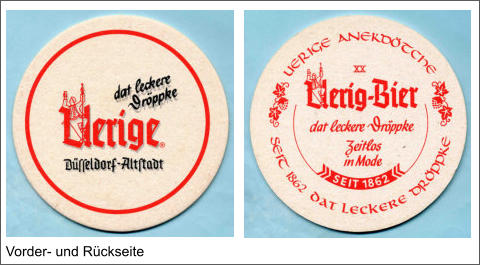 dat leckere
Dröppke
Uerige®
Düsseldorf-Altstadt
UERIGE ANEKDÖTCHE
XX
Uerig-Bier
dat leckere Dröppke
Zeitlos
in Mode
SEIT 1862
SEIT 1862 DAT LECKERE DRÖPPKE
Vorder- und Rückseite